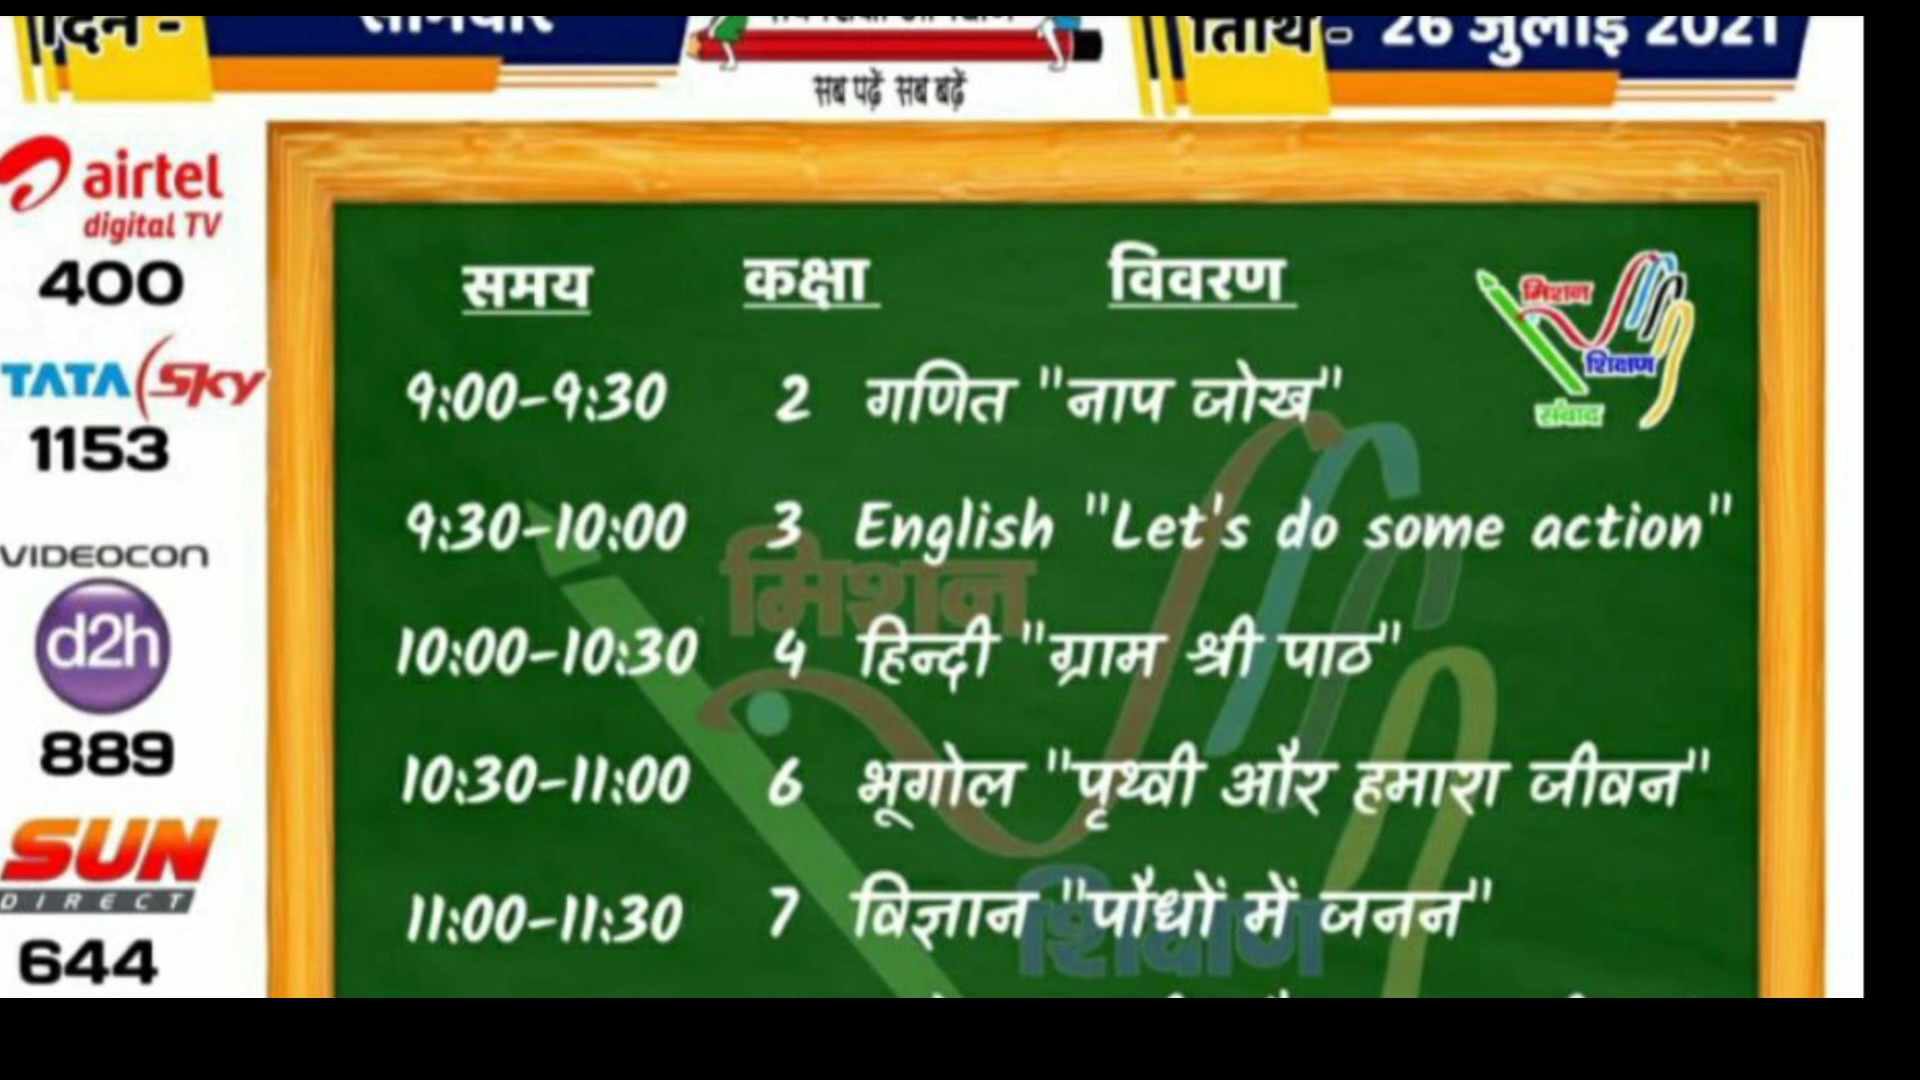 दिन - सोमवार
सब पढ़ें सब बढ़ें
तिथि - 26 जुलाई 2021
airtel
digital TV
400
TATA Sky
1153
VIDEOCON
d2h
889
SUN
DIRECT
644
समय कक्षा विवरण
9:00-9:30 2 गणित "नाप जोख"
9:30-10:00 3 English "Let's do some action"
10:00-10:30 4 हिन्दी "ग्राम श्री पाठ"
10:30-11:00 6 भूगोल "पृथ्वी और हमारा जीवन"
11:00-11:30 7 विज्ञान "पौधों में जनन"
मिशन
शिक्षण
संवाद
मिशन
शिक्षण